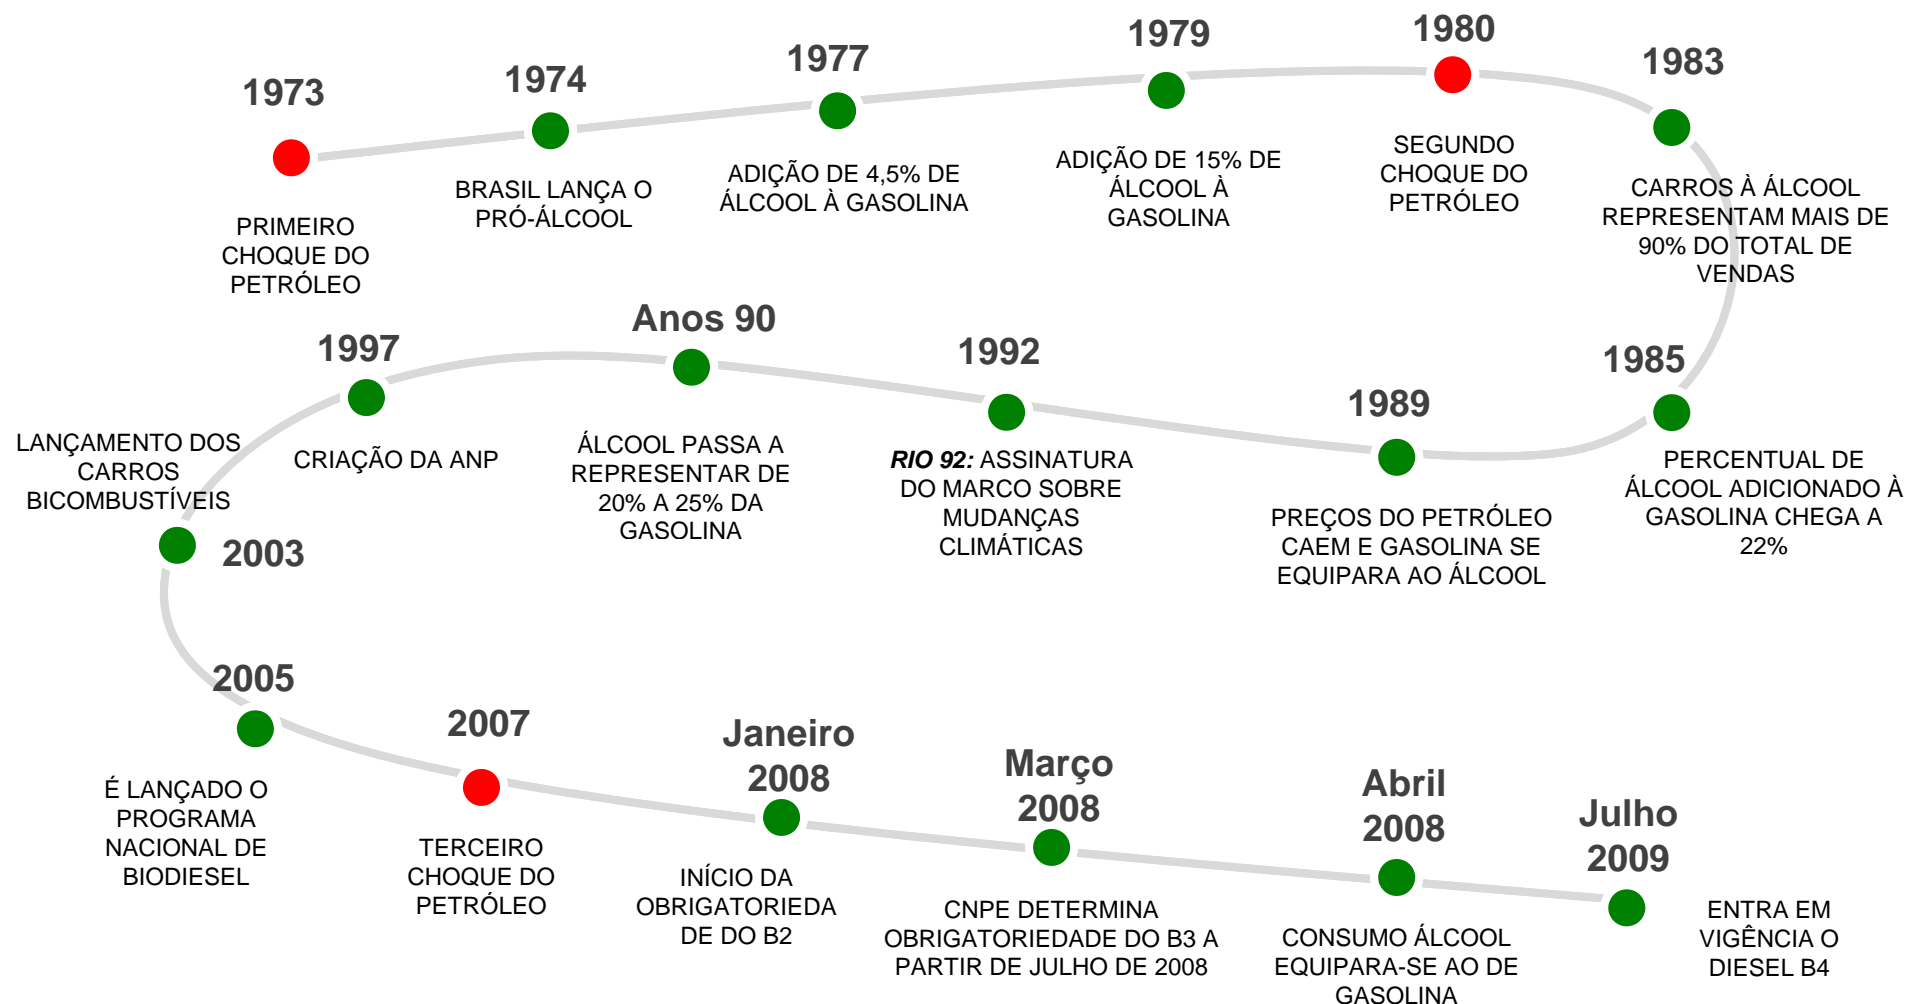 1973
PRIMEIRO
CHOQUE DO
PETRÓLEO
1974
BRASIL LANÇA O
PRÓ-ÁLCOOL
1977
ADIÇÃO DE 4,5% DE
ÁLCOOL À GASOLINA
1979
ADIÇÃO DE 15% DE
ÁLCOOL À
GASOLINA
1980
SEGUNDO
CHOQUE DO
PETRÓLEO
1983
CARROS À ÁLCOOL
REPRESENTAM MAIS DE
90% DO TOTAL DE
VENDAS
1985
PERCENTUAL DE
ÁLCOOL ADICIONADO À
GASOLINA CHEGA A
22%
1989
PREÇOS DO PETRÓLEO
CAEM E GASOLINA SE
EQUIPARA AO ÁLCOOL
1992
RIO 92: ASSINATURA
DO MARCO SOBRE
MUDANÇAS
CLIMÁTICAS
Anos 90
ÁLCOOL PASSA A
REPRESENTAR DE
20% A 25% DA
GASOLINA
1997
CRIAÇÃO DA ANP
LANÇAMENTO DOS
CARROS
BICOMBUSTÍVEIS
2003
2005
É LANÇADO O
PROGRAMA
NACIONAL DE
BIODIESEL
2007
TERCEIRO
CHOQUE DO
PETRÓLEO
Janeiro
2008
INÍCIO DA
OBRIGATORIEDA
DE DO B2
Março
2008
CNPE DETERMINA
OBRIGATORIEDADE DO B3 A
PARTIR DE JULHO DE 2008
Abril
2008
CONSUMO ÁLCOOL
EQUIPARA-SE AO DE
GASOLINA
Julho
2009
ENTRA EM
VIGÊNCIA O
DIESEL B4